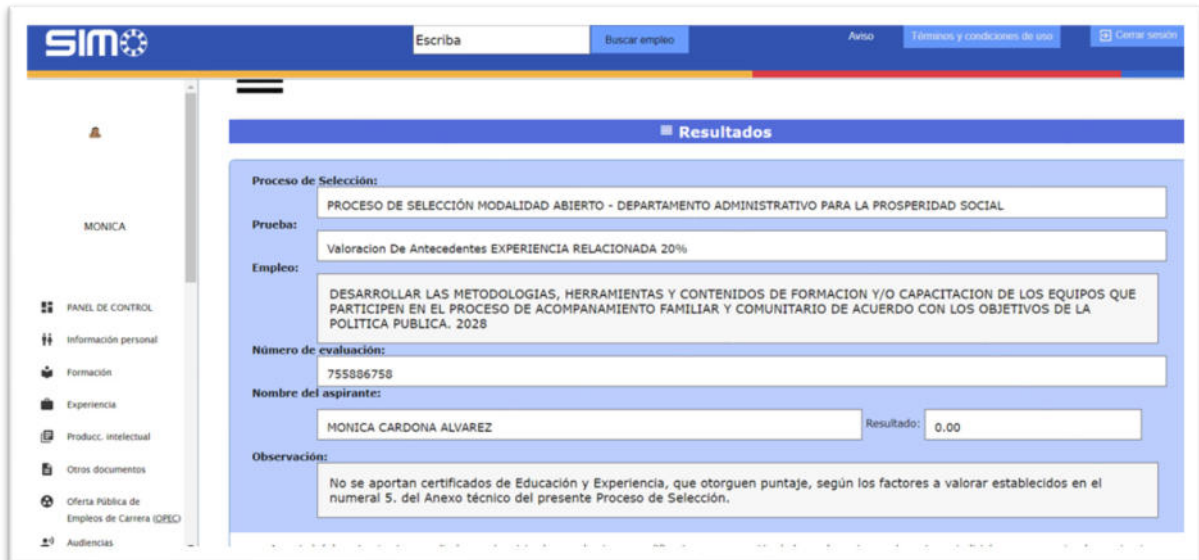 SIMO
Escriba
Buscar empleo
Aviso
Términos y condiciones de uso
Cerrar sesión
Resultados
MONICA
PANEL DE CONTROL
Información personal
Formación
Experiencia
Producc. intelectual
Otros documentos
Oferta Pública de
Empleos de Carrera (OPEC)
Audiencias
Proceso de Selección:
PROCESO DE SELECCIÓN MODALIDAD ABIERTO - DEPARTAMENTO ADMINISTRATIVO PARA LA PROSPERIDAD SOCIAL
Prueba:
Valoracion De Antecedentes EXPERIENCIA RELACIONADA 20%
Empleo:
DESARROLLAR LAS METODOLOGIAS, HERRAMIENTAS Y CONTENIDOS DE FORMACION Y/O CAPACITACION DE LOS EQUIPOS QUE
PARTICIPEN EN EL PROCESO DE ACOMPANAMIENTO FAMILIAR Y COMUNITARIO DE ACUERDO CON LOS OBJETIVOS DE LA
POLITICA PUBLICA. 2028
Número de evaluación:
755886758
Nombre del aspirante:
MONICA CARDONA ALVAREZ
Resultado: 0.00
Observación:
No se aportan certificados de Educación y Experiencia, que otorguen puntaje, según los factores a valorar establecidos en el
numeral 5. del Anexo técnico del presente Proceso de Selección.